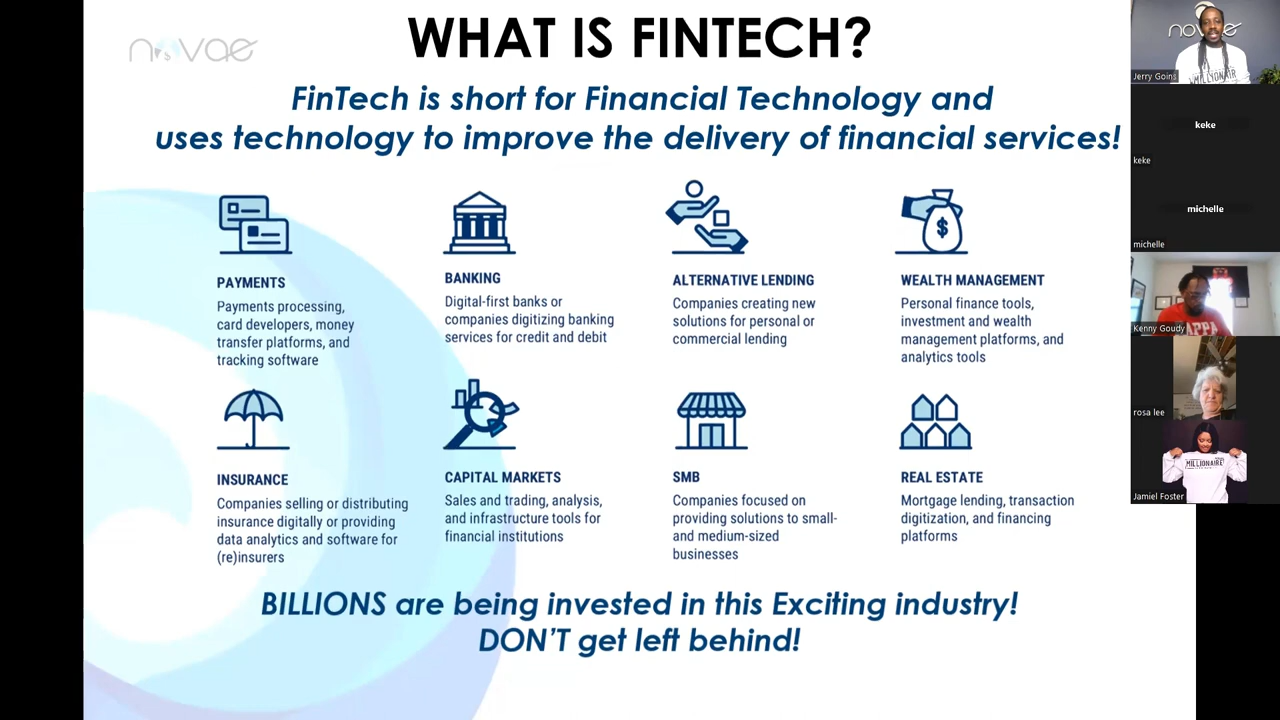 novae
WHAT IS FINTECH?
FinTech is short for Financial Technology and
uses technology to improve the delivery of financial services!
PAYMENTS
Payments processing,
card developers, money
transfer platforms, and
tracking software
BANKING
Digital-first banks or
companies digitizing banking
services for credit and debit
ALTERNATIVE LENDING
Companies creating new
solutions for personal or
commercial lending
$
WEALTH MANAGEMENT
Personal finance tools,
investment and wealth
management platforms, and
analytics tools
INSURANCE
Companies selling or distributing
insurance digitally or providing
data analytics and software for
(re)insurers
CAPITAL MARKETS
Sales and trading, analysis,
and infrastructure tools for
financial institutions
SMB
Companies focused on
providing solutions to small-
and medium-sized
businesses
REAL ESTATE
Mortgage lending, transaction
digitization, and financing
platforms
BILLIONS are being invested in this Exciting industry!
DON'T get left behind!
novae
Jerry Goins
keke
keke
michelle
michelle
Kenny Goudy
rosa lee
MILLIONAIRE
Jamiel Foster